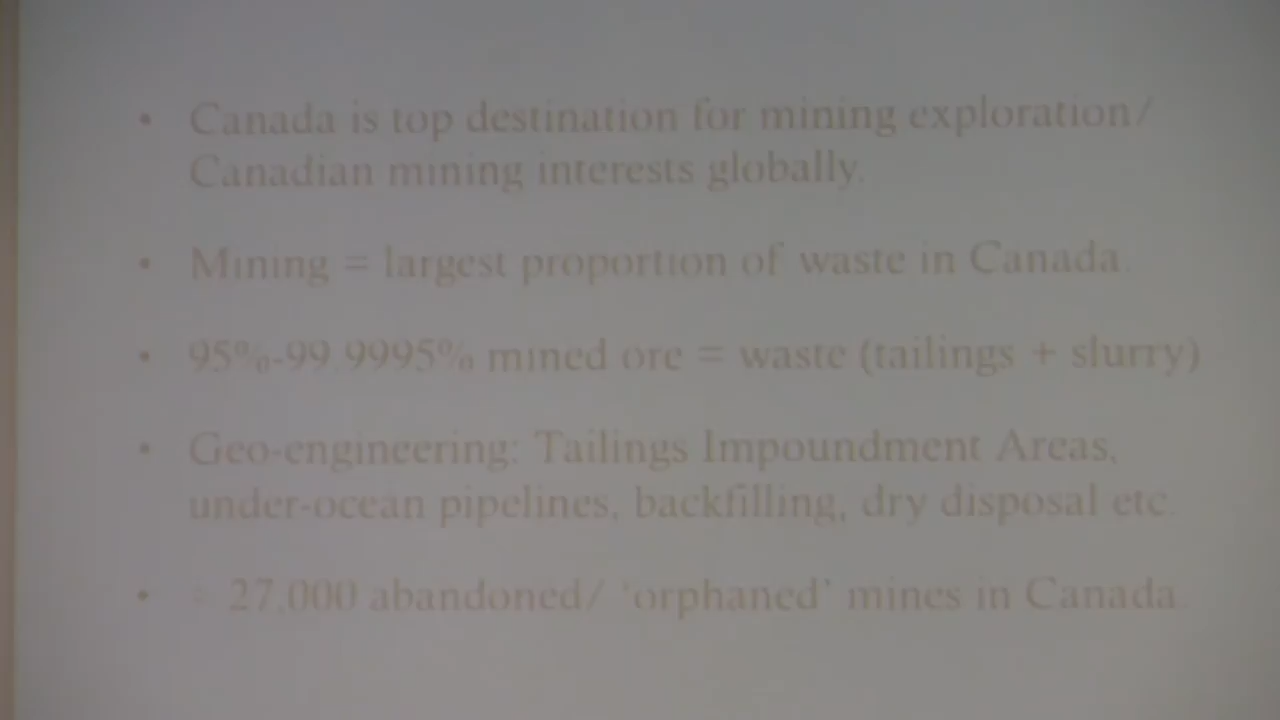 • Canada is top destination for mining exploration/
Canadian mining interests globally.
• Mining = largest proportion of waste in Canada.
• 95%-99.9995% mined ore = waste (tailings + slurry)
• Geo-engineering: Tailings Impoundment Areas,
under-ocean pipelines, backfilling, dry disposal etc.
• 27,000 abandoned/ ‘orphaned’ mines in Canada.